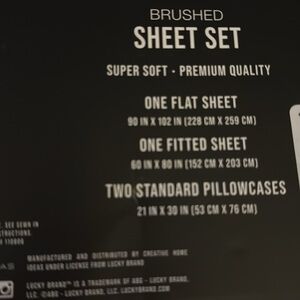 BRUSHED
SHEET SET
SUPER SOFT · PREMIUM QUALITY
ONE FLAT SHEET
90 IN X 102 IN (228 CM X 259 CM)
ONE FITTED SHEET
60 IN X 80 IN (152 CM X 203 CM)
TWO STANDARD PILLOWCASES
21 IN X 30 IN (53 CM X 76 CM)
SEE SEWN IN
MANUFACTURED AND DISTRIBUTED BY CREATIVE HOME
IDEAS UNDER LICENSE FROM LUCKY BRAND
LUCKY BRAND™ IS A TRADEMARK OF ABG - LUCKY BRAND,
LLC. ©ABG - LUCKY BRAND, LLC. LUCKYBRAND.COM